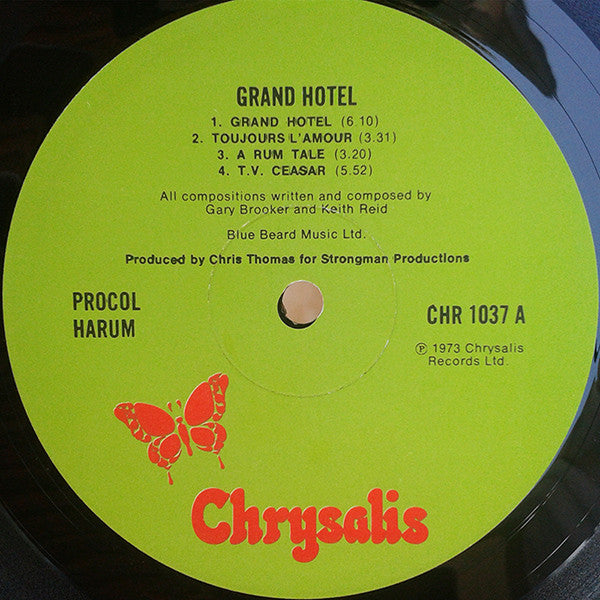 GRAND HOTEL
1. GRAND HOTEL (6.10)
2. TOUJOURS L'AMOUR (3.31)
3. A RUM TALE (3.20)
4. T.V. CEASAR (5.52)
All compositions written and composed by
Gary Brooker and Keith Reid
Blue Beard Music Ltd.
Produced by Chris Thomas for Strongman Productions
PROCOL
HARUM
CHR 1037 A
℗ 1973 Chrysalis
Records Ltd.
Chrysalis